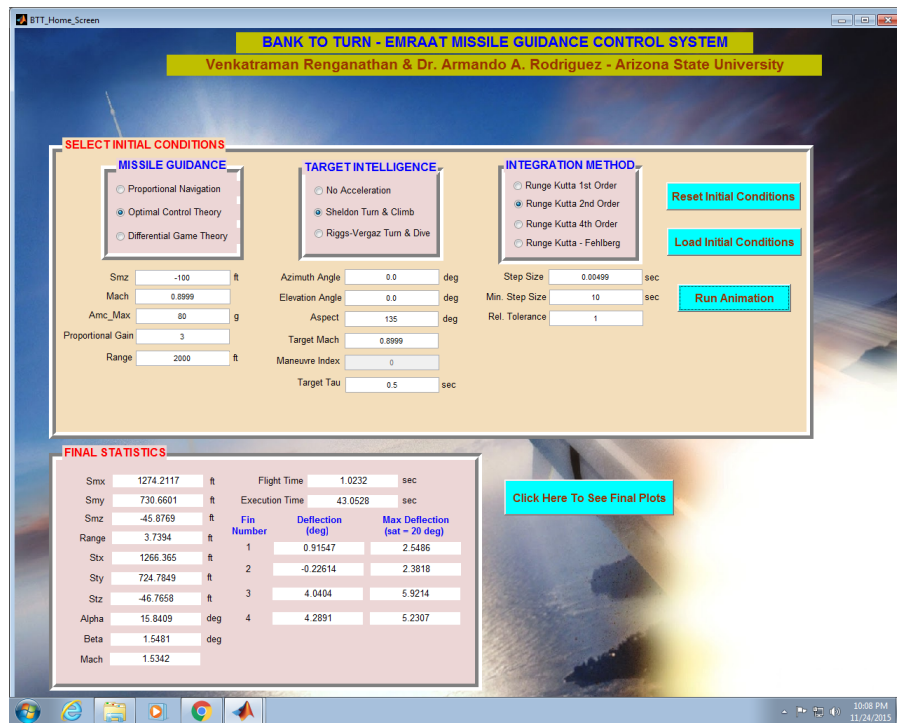 BTT_Home_Screen
BANK TO TURN - EMRAAT MISSILE GUIDANCE CONTROL SYSTEM
Venkatraman Renganathan & Dr. Armando A. Rodriguez - Arizona State University
SELECT INITIAL CONDITIONS
MISSILE GUIDANCE
Proportional Navigation
Optimal Control Theory
Differential Game Theory
Smz -100 ft
Mach 0.8999
Amc_Max 80 g
Proportional Gain 3
Range 2000 ft
TARGET INTELLIGENCE
No Acceleration
Sheldon Turn & Climb
Riggs-Vergaz Turn & Dive
Azimuth Angle 0.0 deg
Elevation Angle 0.0 deg
Aspect 135 deg
Target Mach 0.8999
Maneuvre Index 0
Target Tau 0.5 sec
INTEGRATION METHOD
Runge Kutta 1st Order
Runge Kutta 2nd Order
Runge Kutta 4th Order
Runge Kutta - Fehlberg
Step Size 0.00499 sec
Min. Step Size 10 sec
Rel. Tolerance 1
Reset Initial Conditions
Load Initial Conditions
Run Animation
FINAL STATISTICS
Smx 1274.2117 ft
Smy 730.6601 ft
Smz -45.8769 ft
Range 3.7394 ft
Stx 1266.365 ft
Sty 724.7849 ft
Stz -46.7658 ft
Alpha 15.8409 deg
Beta 1.5481 deg
Mach 1.5342
Flight Time 1.0232 sec
Execution Time 43.0528 sec
Fin Deflection Max Deflection
Number (deg) (sat = 20 deg)
1 0.91547 2.5486
2 -0.22614 2.3818
3 4.0404 5.9214
4 4.2891 5.2307
Click Here To See Final Plots
10:08 PM
11/24/2015